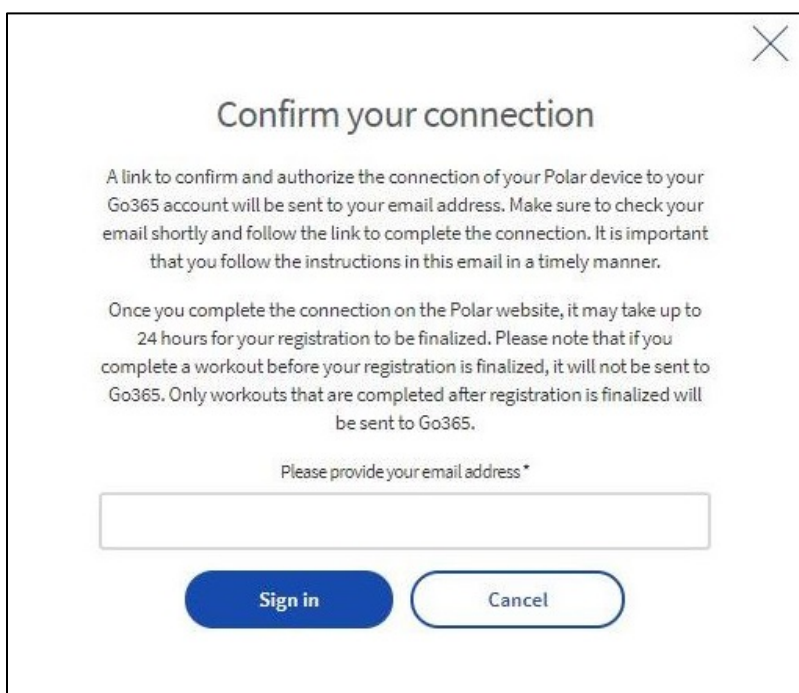 Confirm your connection
A link to confirm and authorize the connection of your Polar device to your
Go365 account will be sent to your email address. Make sure to check your
email shortly and follow the link to complete the connection. It is important
that you follow the instructions in this email in a timely manner.
Once you complete the connection on the Polar website, it may take up to
24 hours for your registration to be finalized. Please note that if you
complete a workout before your registration is finalized, it will not be sent to
Go365. Only workouts that are completed after registration is finalized will
be sent to Go365.
Please provide your email address *
Sign in
Cancel